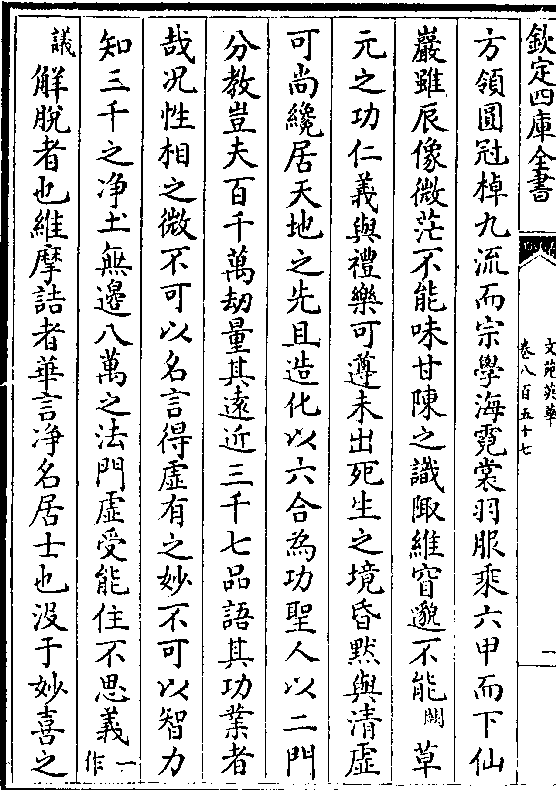 欽定四庫全書
文苑英華
卷八百五十七
一
方領圓冠棹九流而宗學海霓裳羽服乘六甲而下仙
巖雖辰像微茫不能味甘陳之識陬維窅邈不能闕草
元之功仁義與禮樂可遵未出死生之境昏默與清虛
可尚纔居天地之先且造化以六合為功聖人以二門
分教豈夫百千萬劫量其遠近三千七品語其功業者
哉况性相之微不可以名言得虛有之妙不可以智力
知三千之净土無邊八萬之法門虛受能住不思義一作
議解脫者也維摩詰者華言净名居士也沒于妙喜之